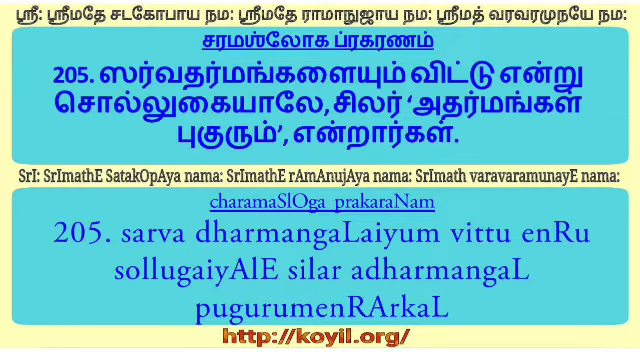 ஸ்ரீ: ஸ்ரீமதே சடகோபாய நம: ஸ்ரீமதே ராமாநுஜாய நம: ஸ்ரீமத் வரவரமுநயே நம:
சரமஶ்லோக ப்ரகரணம்
205. ஸர்வதர்மங்களையும் விட்டு என்று
சொல்லுகையாலே, சிலர் ‘அதர்மங்கள்
புகுரும்’, என்றார்கள்.
SrI: SrImathE SatakOpAya nama: SrImathE rAmAnujAya nama: SrImath varavaramunayE nama:
charamaSlOga prakaraNam
205. sarva dharmangaLaiyum vittu enRu
sollugaiyAlE silar adharmangaL
pugurumenRArkaL
http://koyil.org/